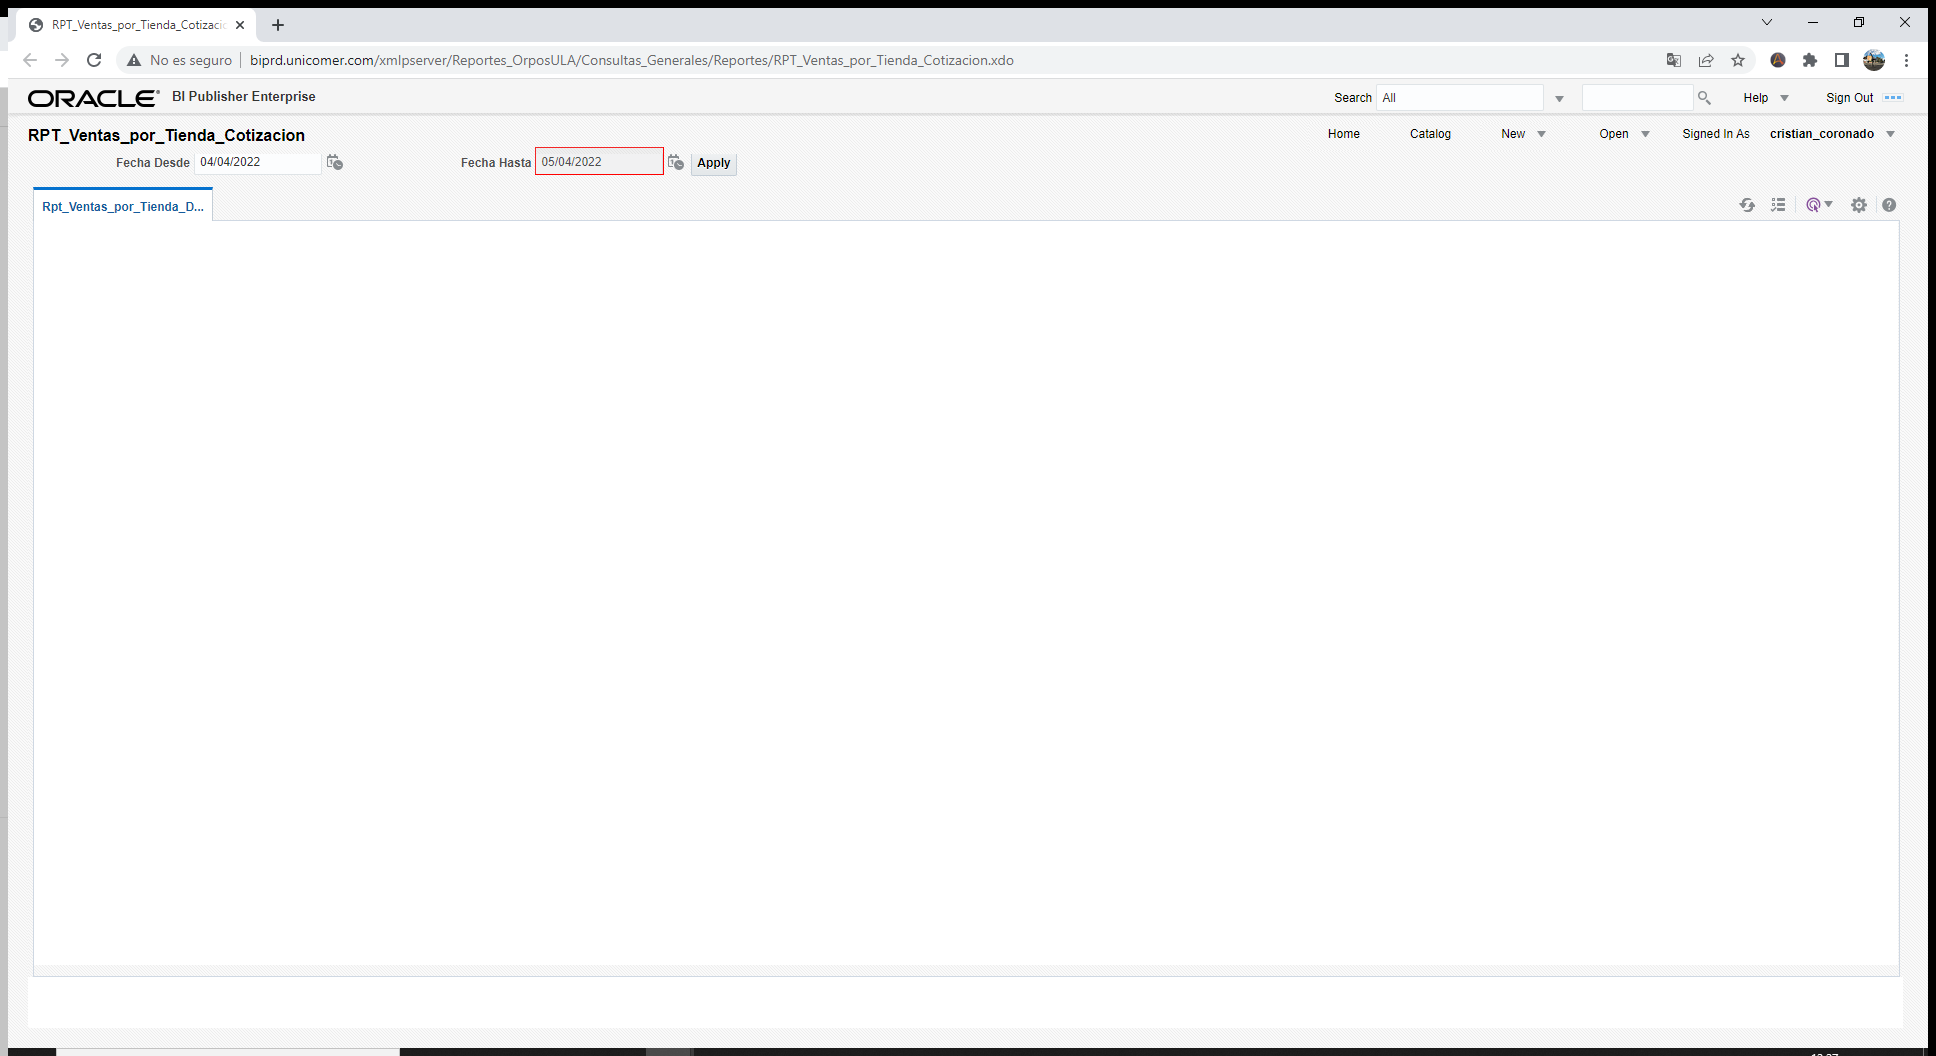 RPT_Ventas_por_Tienda_Cotizaci
No es seguro biprd.unicomer.com/xmlpserver/Reportes_OrposULA/Consultas_Generales/Reportes/RPT_Ventas_por_Tienda_Cotizacion.xdo
ORACLE BI Publisher Enterprise Search All Help Sign Out
RPT_Ventas_por_Tienda_Cotizacion Home Catalog New Open Signed In As cristian_coronado
Fecha Desde 04/04/2022 Fecha Hasta 05/04/2022 Apply
Rpt_Ventas_por_Tienda_D...